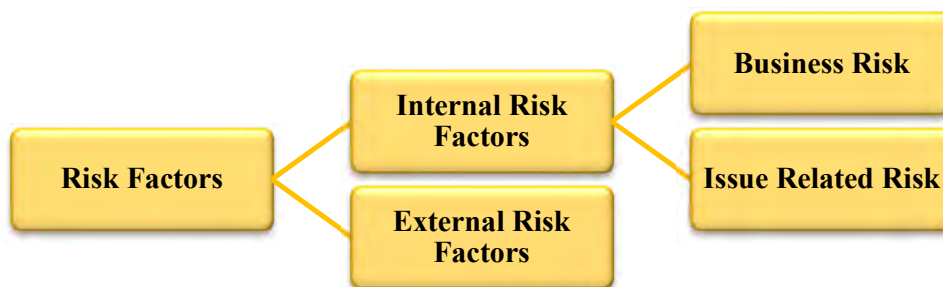 Risk Factors
Internal Risk
Factors
External Risk
Factors
Business Risk
Issue Related Risk